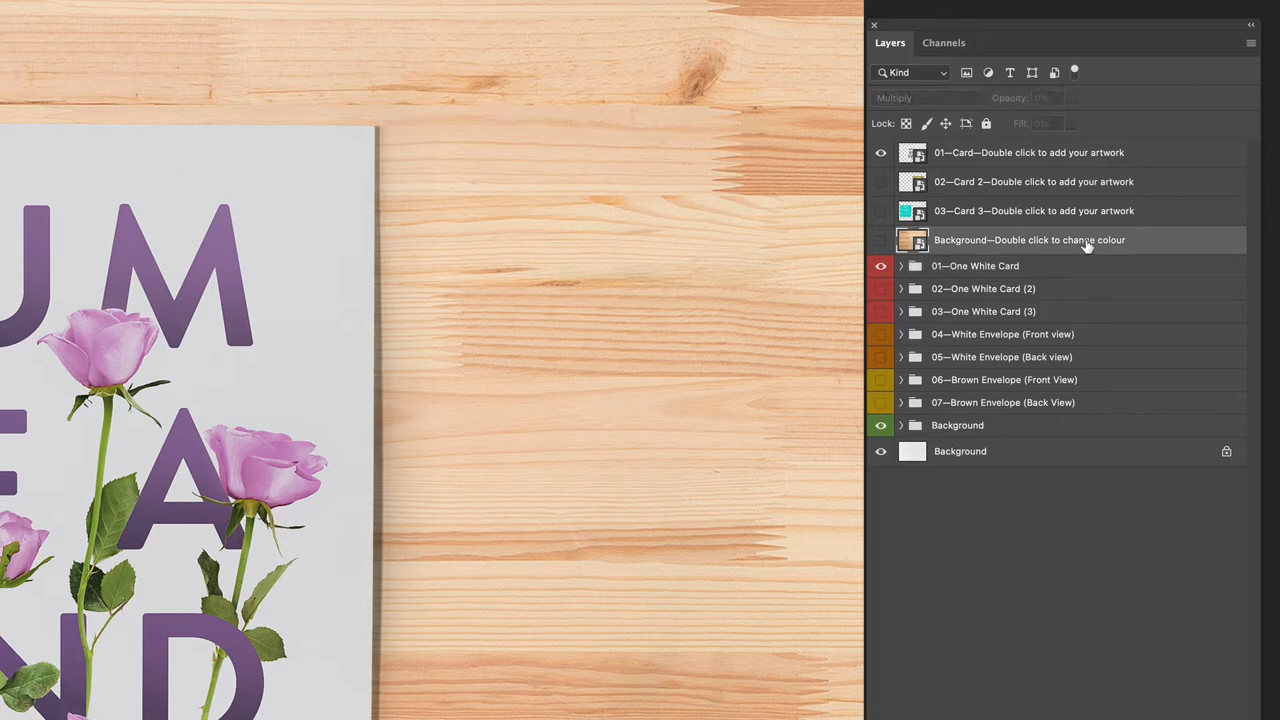 Layers Channels
Kind
Multiply Opacity: 0%
Lock: Fill: 0%
01—Card—Double click to add your artwork
02—Card 2—Double click to add your artwork
03—Card 3—Double click to add your artwork
Background—Double click to change colour
01—One White Card
02—One White Card (2)
03—One White Card (3)
04—White Envelope (Front view)
05—White Envelope (Back view)
06—Brown Envelope (Front View)
07—Brown Envelope (Back View)
Background
Background
UM
EA
ND